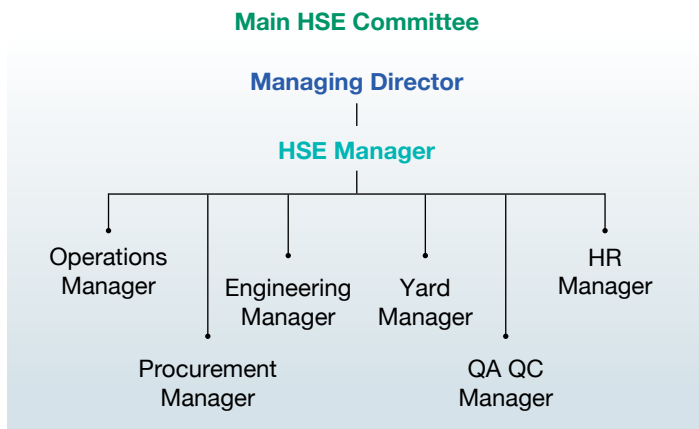 Main HSE Committee
Managing Director
HSE Manager
Operations
Manager
Engineering
Manager
Yard
Manager
HR
Manager
Procurement
Manager
QA QC
Manager